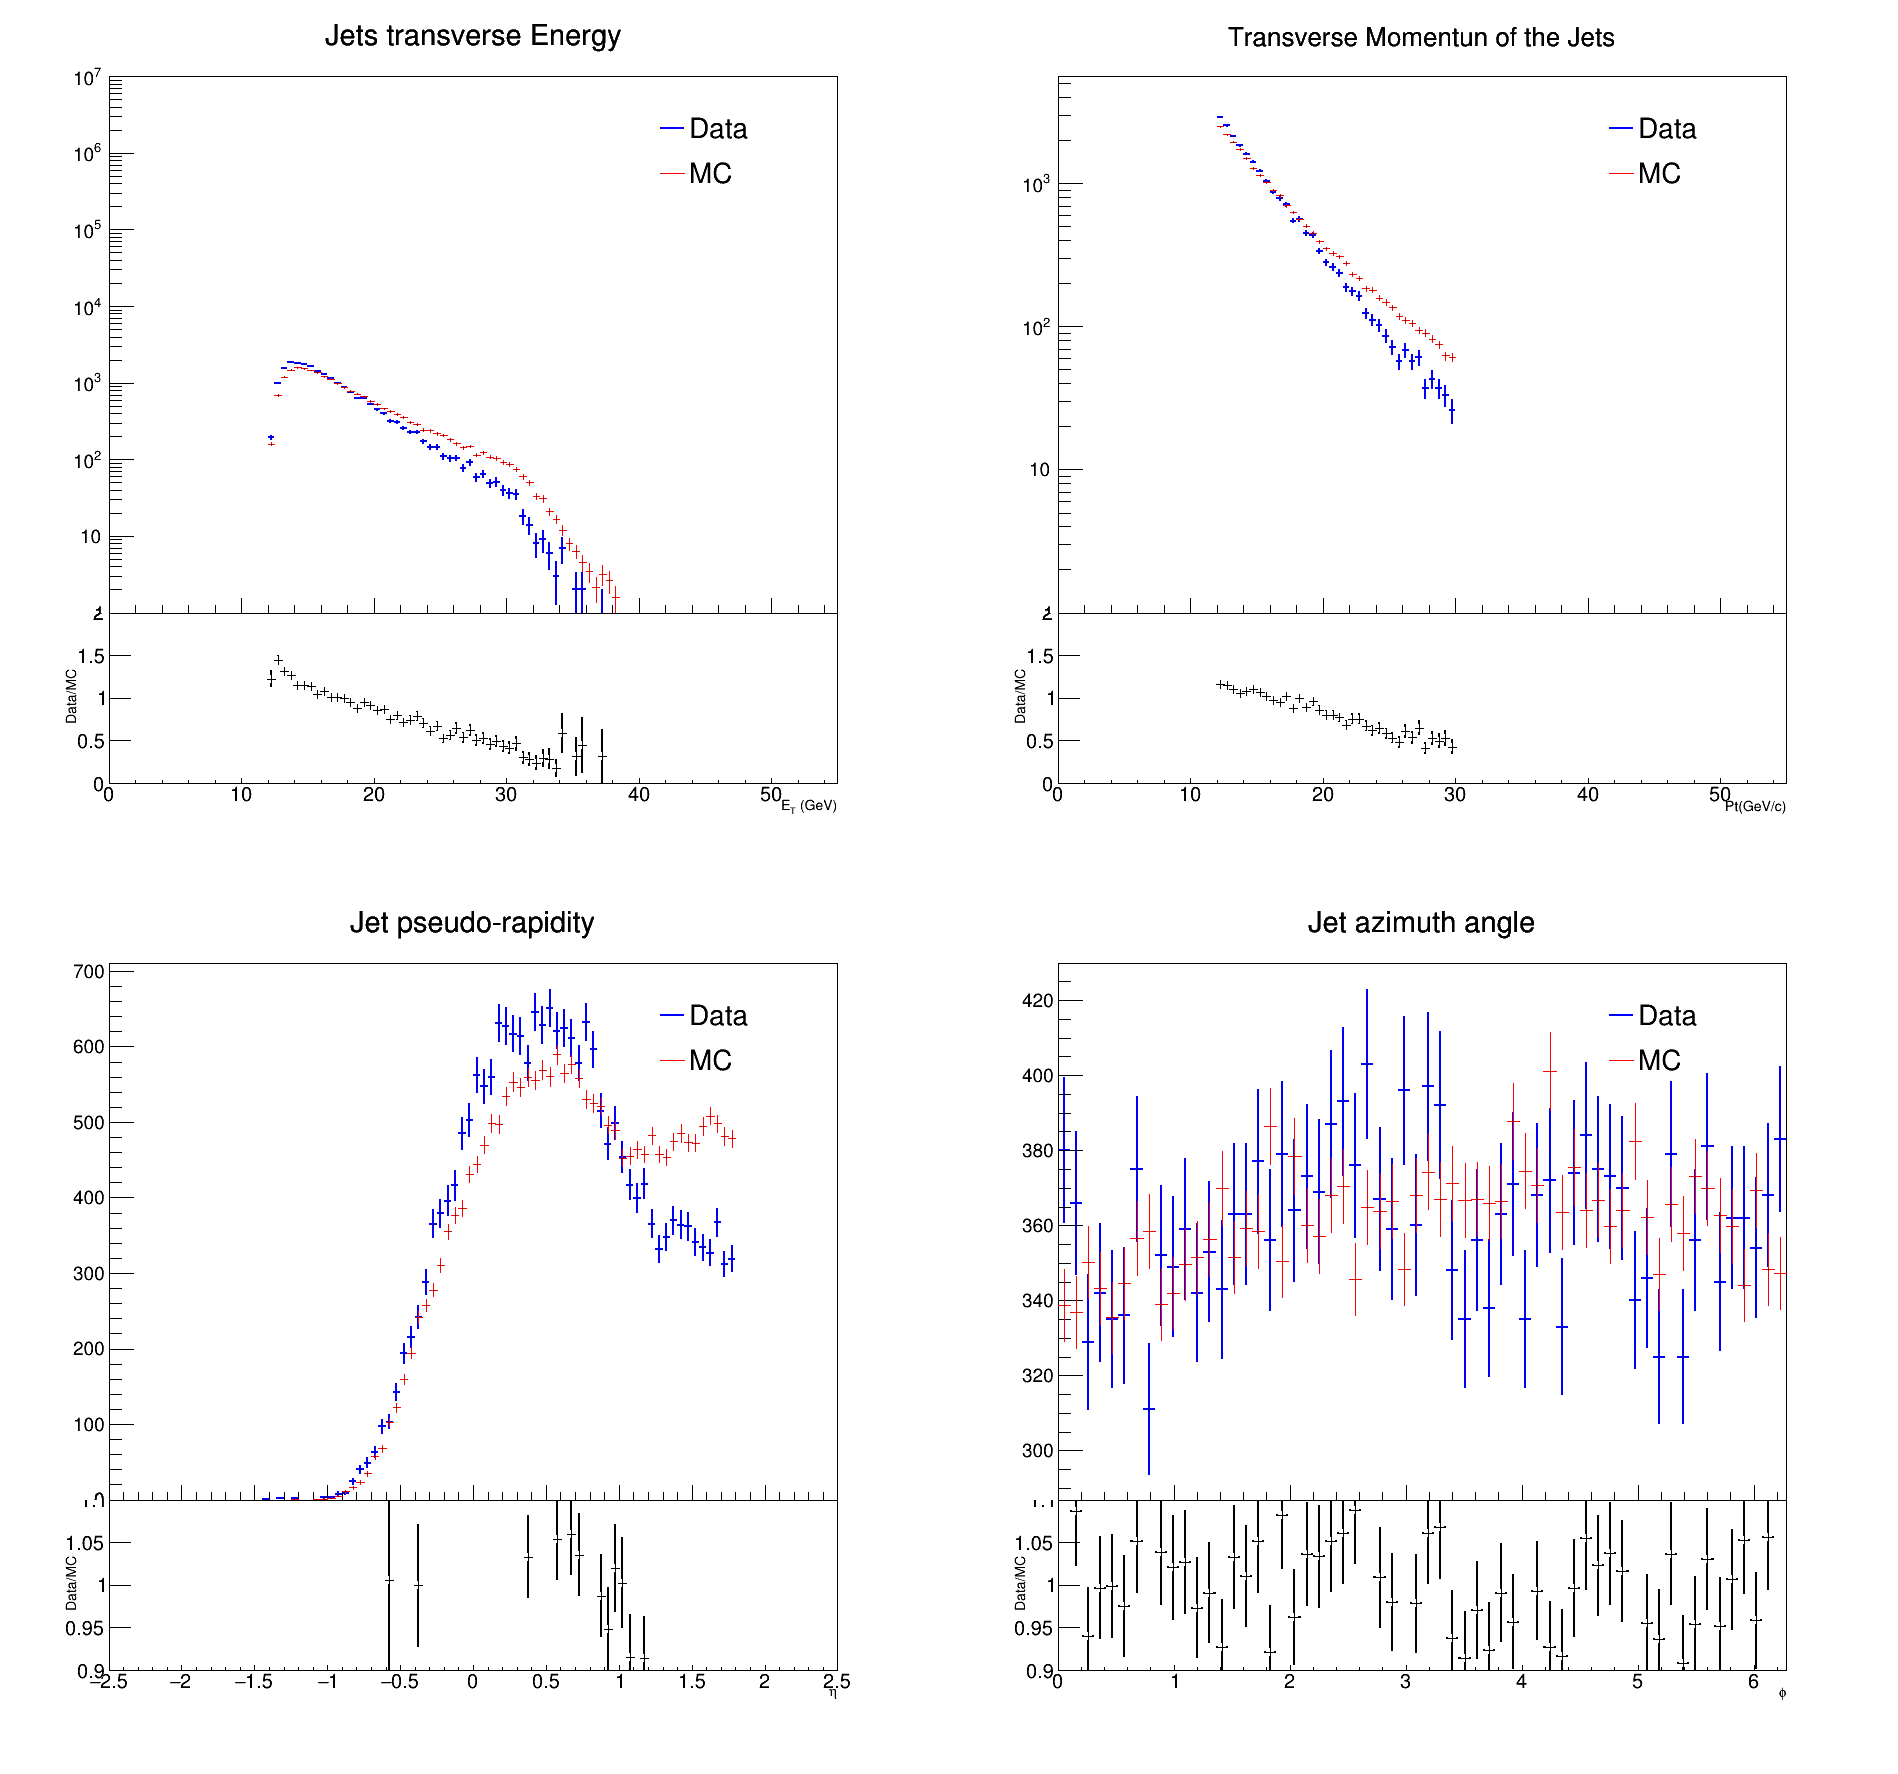 Jets transverse Energy
10^7
10^6
10^5
10^4
10^3
10^2
10
Data
MC
2
1.5
1
0.5
0
Data/MC
0 10 20 30 40 50
E_T (GeV)
Transverse Momentun of the Jets
10^3
10^2
10
Data
MC
2
1.5
1
0.5
0
Data/MC
0 10 20 30 40 50
Pt(GeV/c)
Jet pseudo-rapidity
700
600
500
400
300
200
100
Data
MC
1.05
1
0.95
0.9
Data/MC
−2.5 −2 −1.5 −1 −0.5 0 0.5 1 1.5 2 2.5
η
Jet azimuth angle
420
400
380
360
340
320
300
Data
MC
1.05
1
0.95
0.9
Data/MC
0 1 2 3 4 5 6
ϕ